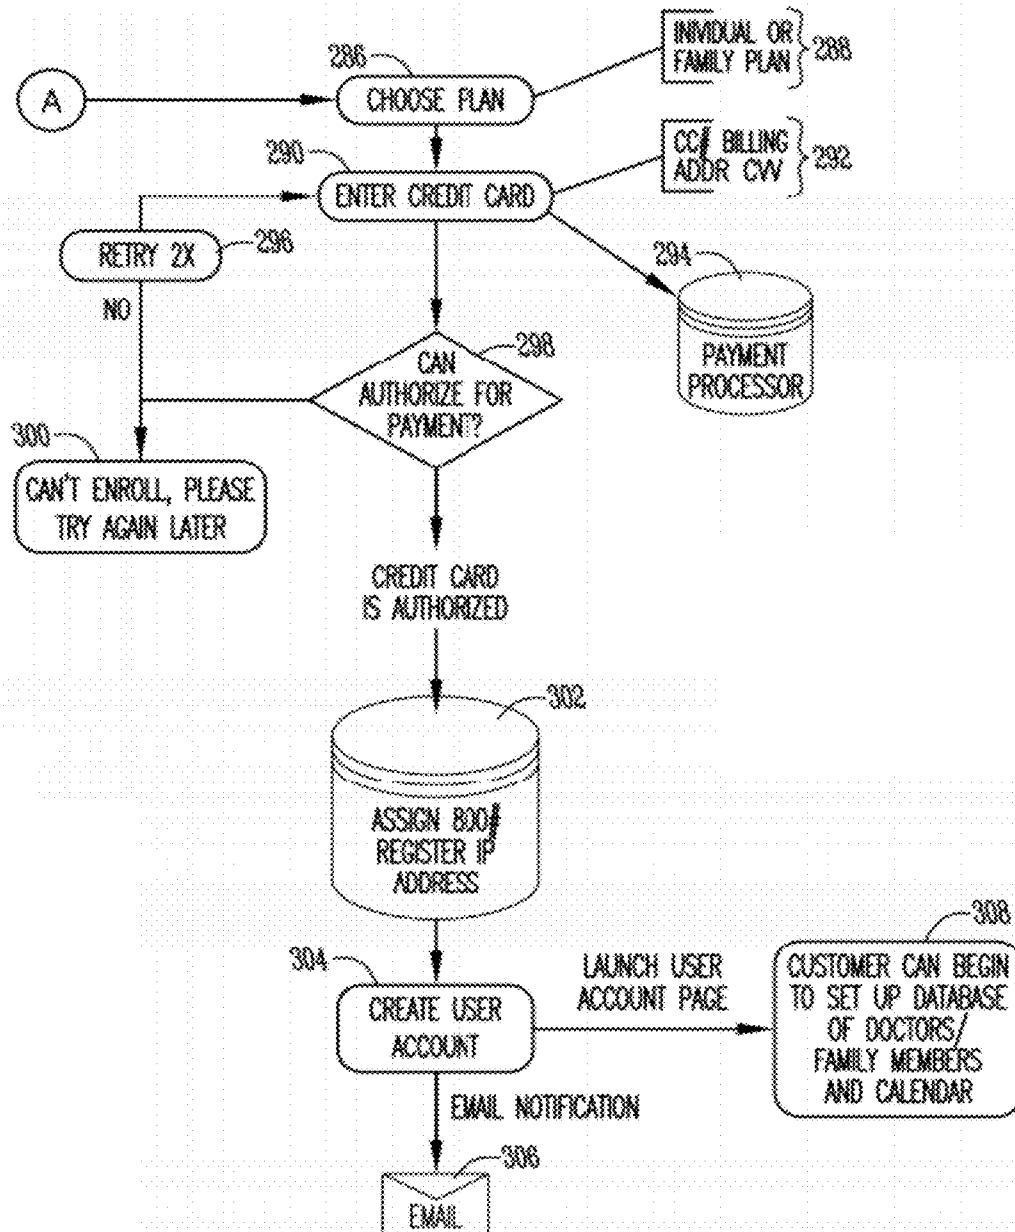 286
INIVIDUAL OR
FAMILY PLAN
288
A
CHOOSE PLAN
290
CC# BILLING
ADDR CVV
292
ENTER CREDIT CARD
RETRY 2X
296
294
NO
PAYMENT
PROCESSOR
298
CAN
AUTHORIZE FOR
PAYMENT?
300
CAN'T ENROLL, PLEASE
TRY AGAIN LATER
CREDIT CARD
IS AUTHORIZED
302
ASSIGN 800#
REGISTER IP
ADDRESS
304
CREATE USER
ACCOUNT
LAUNCH USER
ACCOUNT PAGE
308
CUSTOMER CAN BEGIN
TO SET UP DATABASE
OF DOCTORS/
FAMILY MEMBERS
AND CALENDAR
EMAIL NOTIFICATION
306
EMAIL